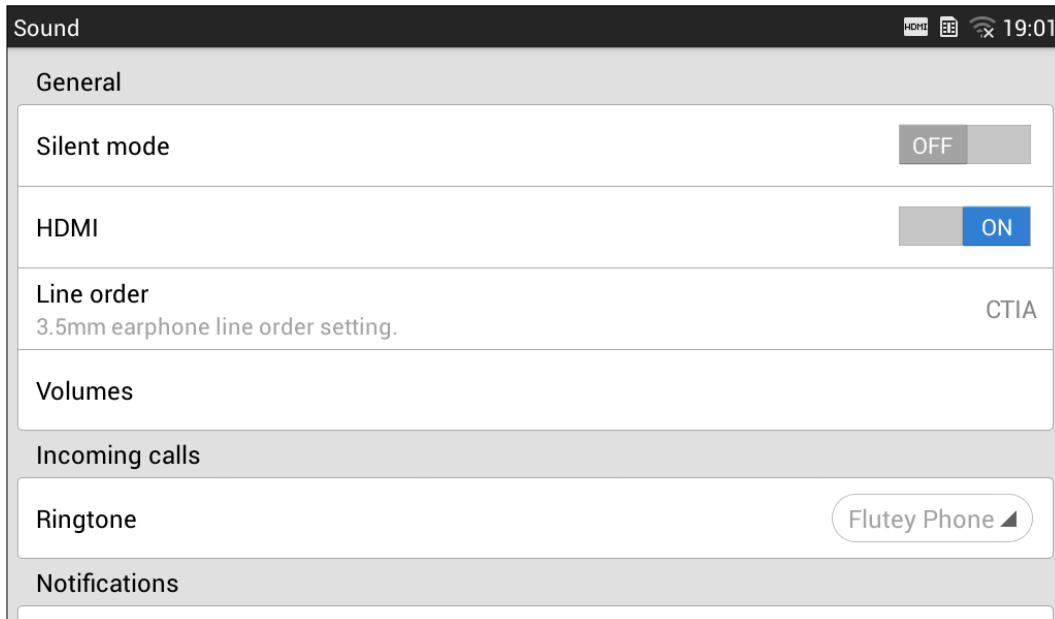 Sound HDMI 19:01
General
Silent mode OFF
HDMI ON
Line order
3.5mm earphone line order setting. CTIA
Volumes
Incoming calls
Ringtone Flutey Phone
Notifications